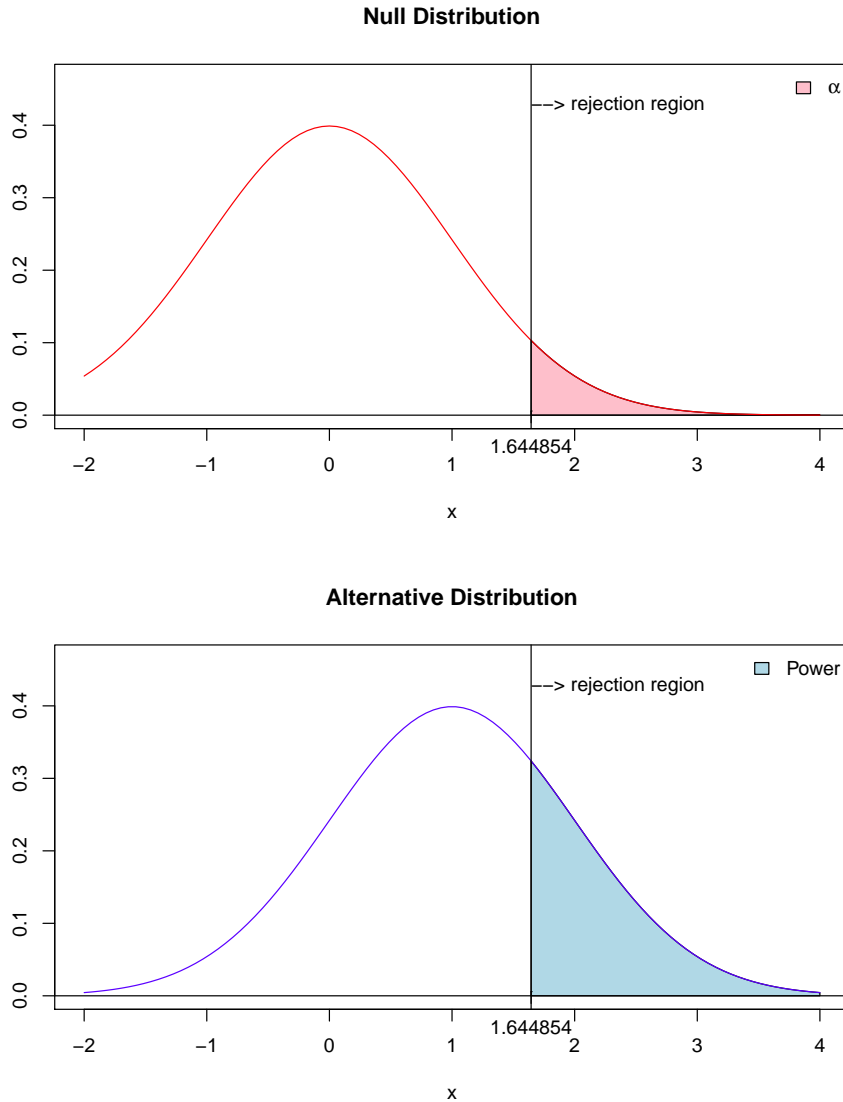 Null Distribution
α
−−> rejection region
0.4
0.3
0.2
0.1
0.0
1.644854
−2 −1 0 1 2 3 4
x
Alternative Distribution
Power
−−> rejection region
0.4
0.3
0.2
0.1
0.0
1.644854
−2 −1 0 1 2 3 4
x